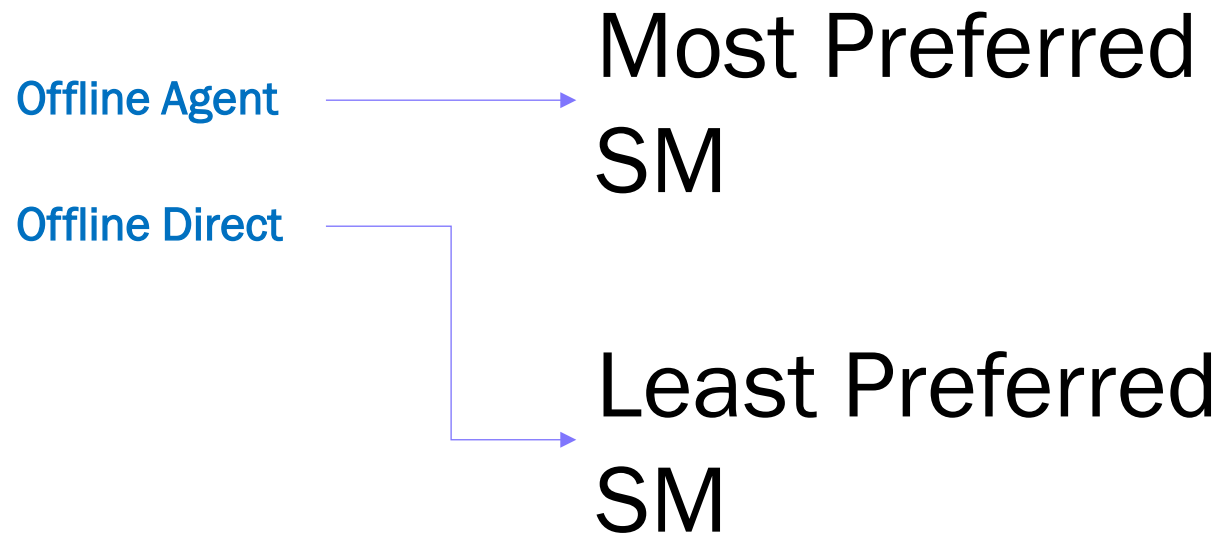 Offline Agent
Most Preferred
SM
Offline Direct
Least Preferred
SM